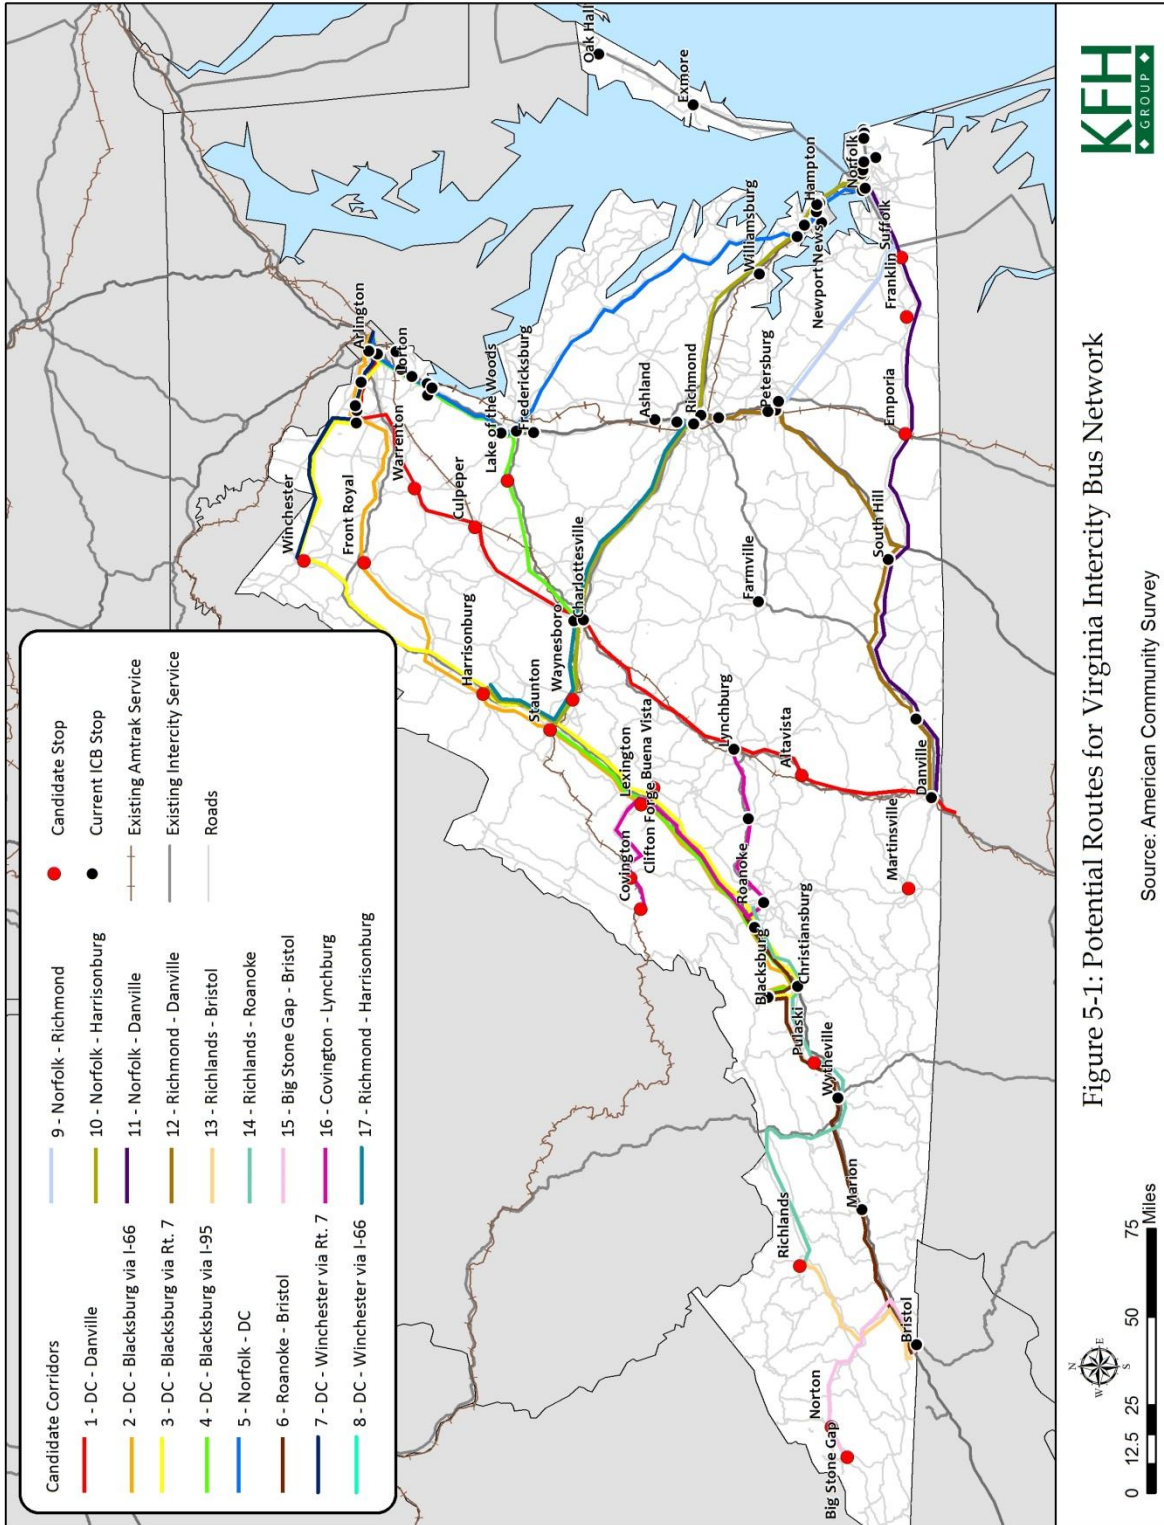 Candidate Corridors
1 - DC - Danville
2 - DC - Blacksburg via I-66
3 - DC - Blacksburg via Rt. 7
4 - DC - Blacksburg via I-95
5 - Norfolk - DC
6 - Roanoke - Bristol
7 - DC - Winchester via Rt. 7
8 - DC - Winchester via I-66
9 - Norfolk - Richmond
10 - Norfolk - Harrisonburg
11 - Norfolk - Danville
12 - Richmond - Danville
13 - Richlands - Bristol
14 - Richlands - Roanoke
15 - Big Stone Gap - Bristol
16 - Covington - Lynchburg
17 - Richmond - Harrisonburg
Candidate Stop
Current ICB Stop
Existing Amtrak Service
Existing Intercity Service
Roads
Winchester
Front Royal
Arlington
Lorton
Warrenton
Culpeper
Lake of the Woods
Fredericksburg
Harrisonburg
Staunton
Waynesboro
Charlottesville
Lexington
Buena Vista
Clifton Forge
Covington
Ashland
Richmond
Petersburg
Williamsburg
Newport News
Hampton
Norfolk
Suffolk
Franklin
Exmore
Oak Hall
Emporia
South Hill
Farmville
Lynchburg
Altavista
Danville
Martinsville
Roanoke
Christiansburg
Blacksburg
Pulaski
Wytheville
Marion
Richlands
Bristol
Norton
Big Stone Gap
N
E
S
W
0 12.5 25 50 75
Miles
Figure 5-1: Potential Routes for Virginia Intercity Bus Network
Source: American Community Survey
KFH
GROUP